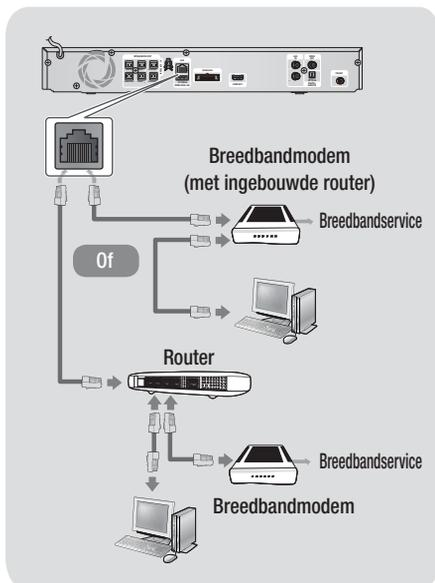 Breedbandmodem
(met ingebouwde router)
Breedbandservice
Of
Router
Breedbandservice
Breedbandmodem